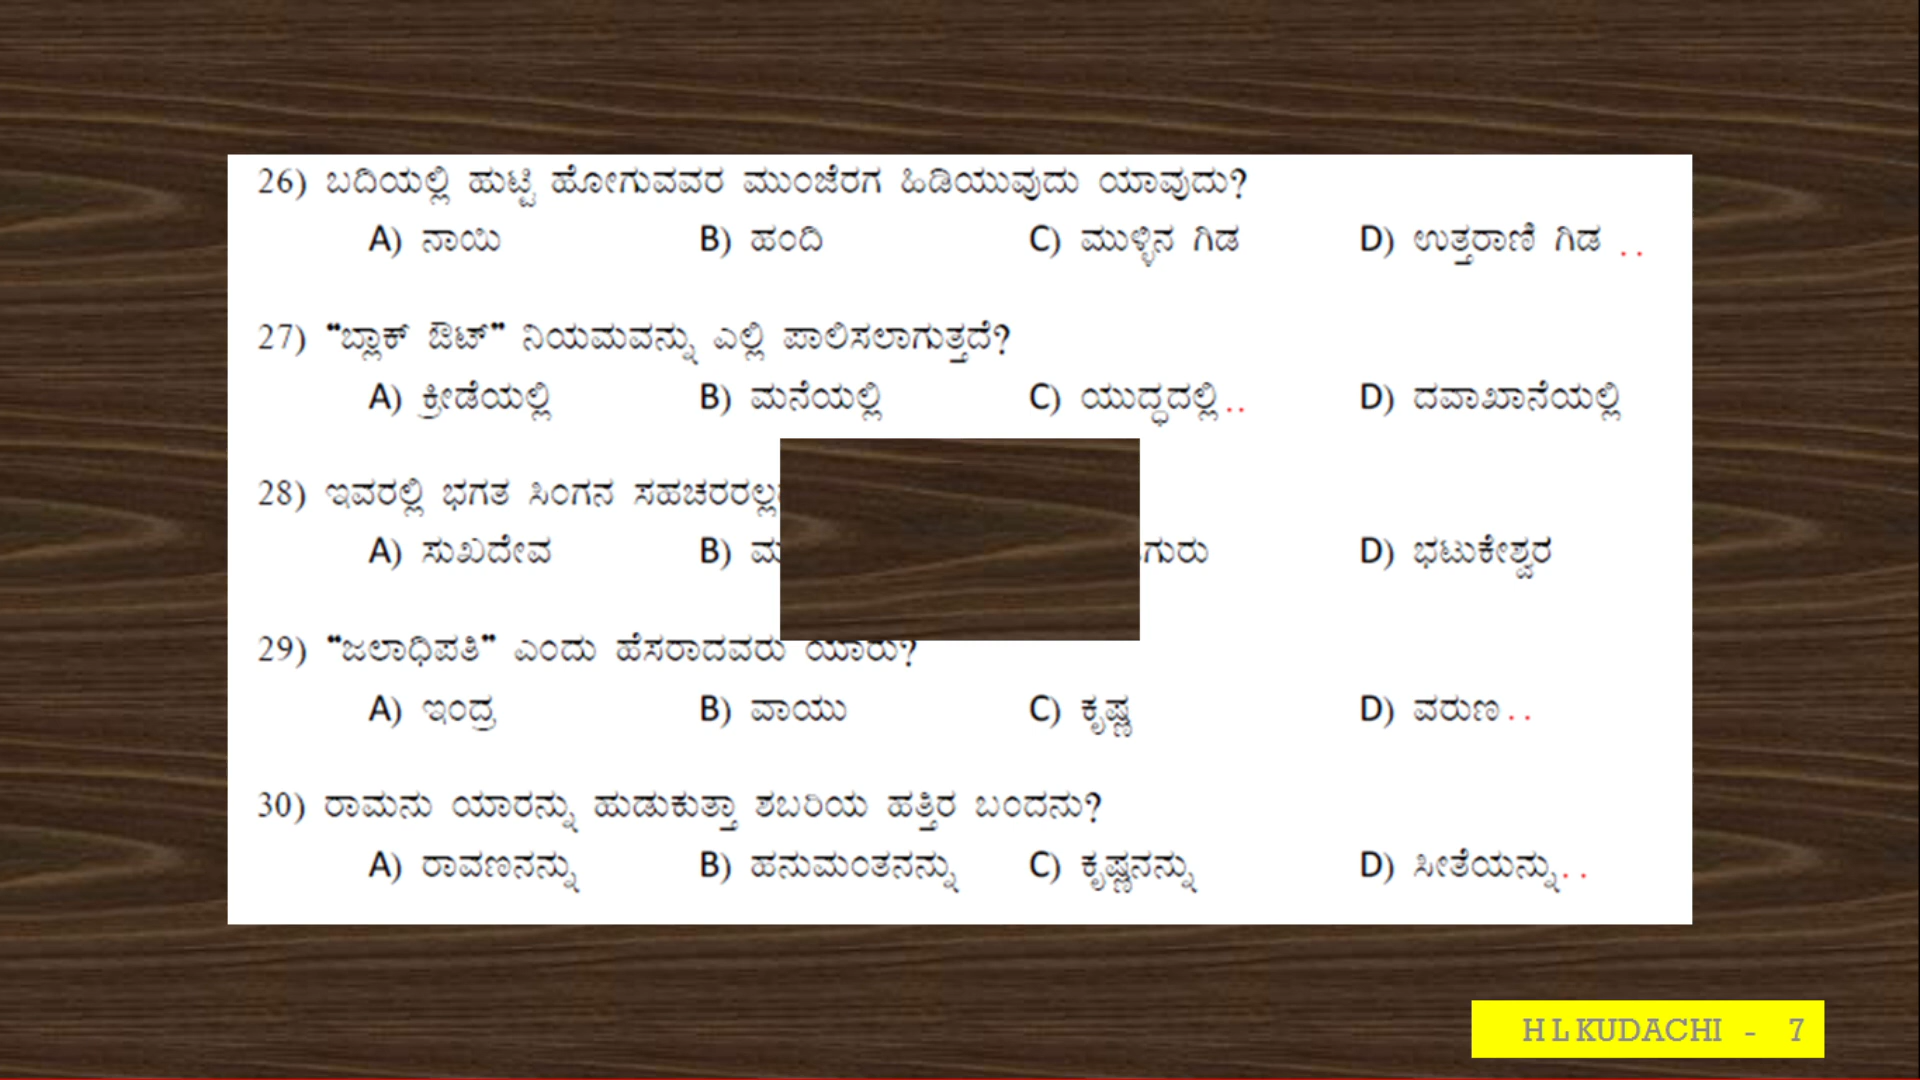 26) ಬದಿಯಲ್ಲಿ ಹುಟ್ಟಿ ಹೋಗುವವರ ಮುಂಜೆರಗ ಹಿಡಿಯುವುದು ಯಾವುದು?
A) ನಾಯಿ B) ಹಂದಿ C) ಮುಳ್ಳಿನ ಗಿಡ D) ಉತ್ತರಾಣಿ ಗಿಡ ..
27) “ಬ್ಲಾಕ್ ಔಟ್” ನಿಯಮವನ್ನು ಎಲ್ಲಿ ಪಾಲಿಸಲಾಗುತ್ತದೆ?
A) ಕ್ರೀಡೆಯಲ್ಲಿ B) ಮನೆಯಲ್ಲಿ C) ಯುದ್ಧದಲ್ಲಿ.. D) ದವಾಖಾನೆಯಲ್ಲಿ
28) ಇವರಲ್ಲಿ ಭಗತ ಸಿಂಗನ
A) ಸುಖದೇವ B) D) ಭಟುಕೇಶ್ವರ
29) “ಜಲಾಧಿಪತಿ” ಎಂದು ಹೆಸರಾದವರು ಯಾರು?
A) ಇಂದ್ರ B) ವಾಯು C) ಕೃಷ್ಣ D) ವರುಣ..
30) ರಾಮನು ಯಾರನ್ನು ಹುಡುಕುತ್ತಾ ಶಬರಿಯ ಹತ್ತಿರ ಬಂದನು?
A) ರಾವಣನನ್ನು B) ಹನುಮಂತನನ್ನು C) ಕೃಷ್ಣನನ್ನು D) ಸೀತೆಯನ್ನು..
H L KUDACHI - 7